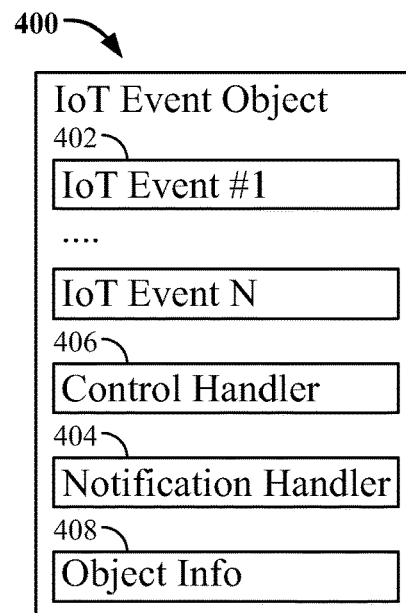 400
IoT Event Object
402
IoT Event #1
....
IoT Event N
406
Control Handler
404
Notification Handler
408
Object Info